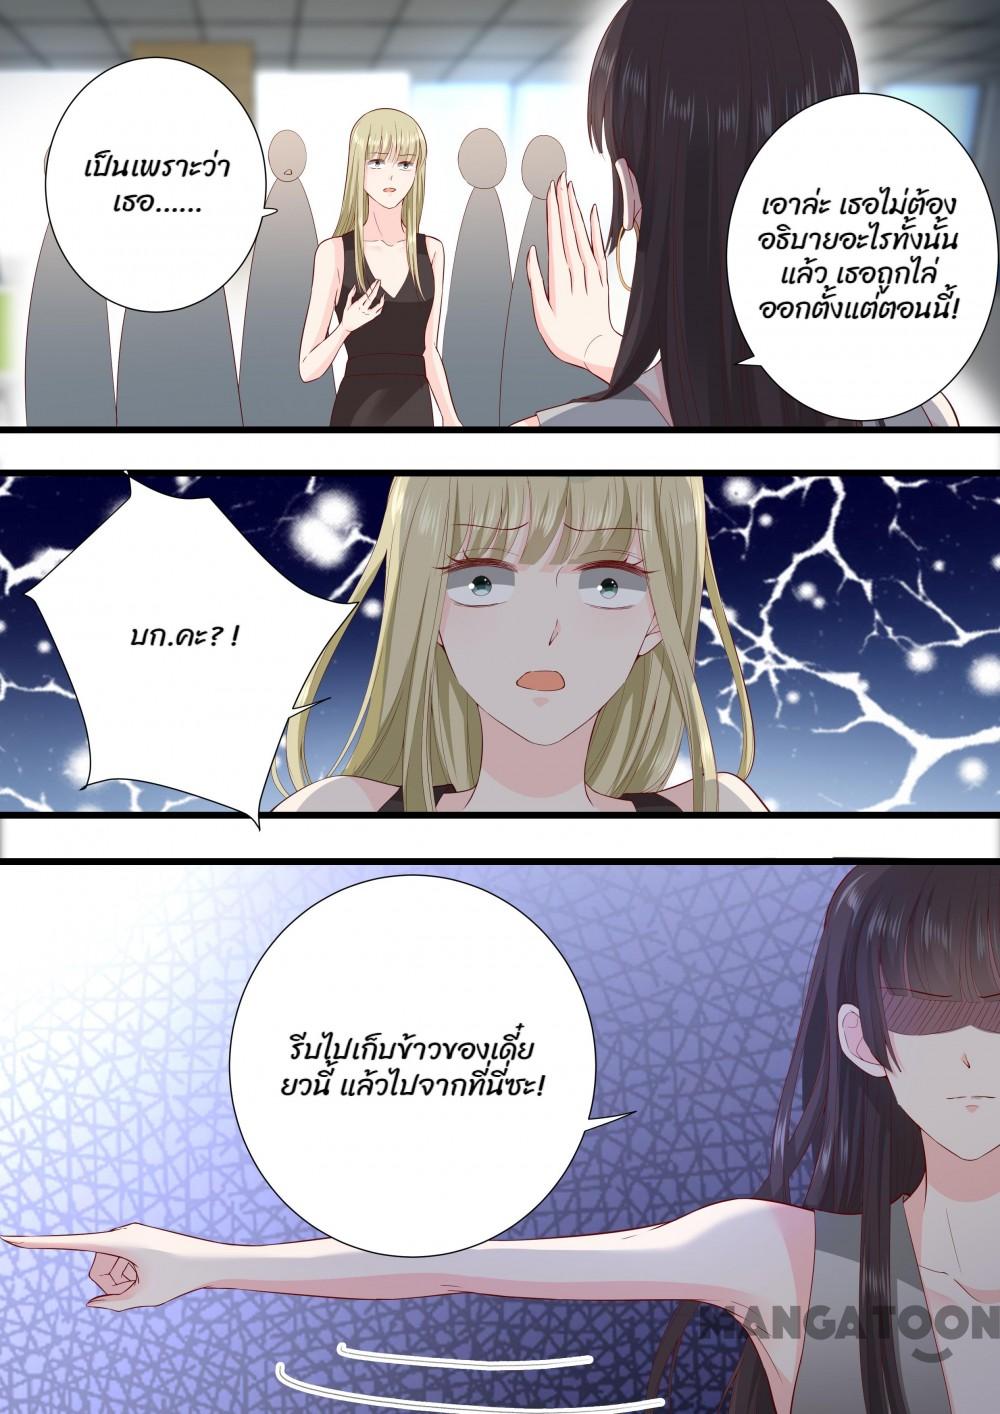 เป็นเพราะว่า
เธอ......
เอาล่ะ เธอไม่ต้อง
อธิบายอะไรทั้งนั้น
แล้ว เธอถูกไล่
ออกตั้งแต่ตอนนี้!
บก.คะ?!
รีบไปเก็บข้าวของเดี๋ย
ยวนี้ แล้วไปจากที่นี่ซะ!
MANGATOON